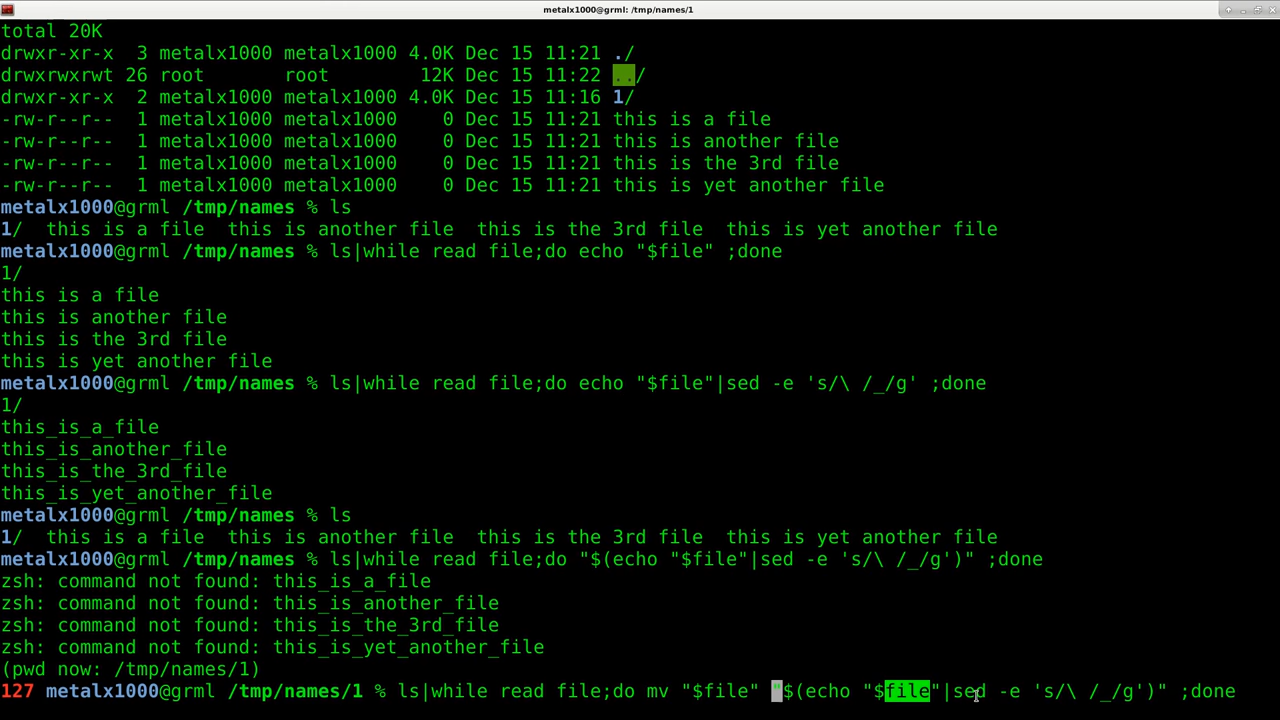 metalx1000@grml: /tmp/names/1
total 20K
drwxr-xr-x  3 metalx1000 metalx1000 4.0K Dec 15 11:21 ./
drwxrwxrwt 26 root       root        12K Dec 15 11:22 ../
drwxr-xr-x  2 metalx1000 metalx1000 4.0K Dec 15 11:16 1/
-rw-r--r--  1 metalx1000 metalx1000    0 Dec 15 11:21 this is a file
-rw-r--r--  1 metalx1000 metalx1000    0 Dec 15 11:21 this is another file
-rw-r--r--  1 metalx1000 metalx1000    0 Dec 15 11:21 this is the 3rd file
-rw-r--r--  1 metalx1000 metalx1000    0 Dec 15 11:21 this is yet another file
metalx1000@grml /tmp/names % ls
1/  this is a file  this is another file  this is the 3rd file  this is yet another file
metalx1000@grml /tmp/names % ls|while read file;do echo "$file" ;done
1/
this is a file
this is another file
this is the 3rd file
this is yet another file
metalx1000@grml /tmp/names % ls|while read file;do echo "$file"|sed -e 's/\ /_/g' ;done
1/
this_is_a_file
this_is_another_file
this_is_the_3rd_file
this_is_yet_another_file
metalx1000@grml /tmp/names % ls
1/  this is a file  this is another file  this is the 3rd file  this is yet another file
metalx1000@grml /tmp/names % ls|while read file;do "$(echo "$file"|sed -e 's/\ /_/g')" ;done
zsh: command not found: this_is_a_file
zsh: command not found: this_is_another_file
zsh: command not found: this_is_the_3rd_file
zsh: command not found: this_is_yet_another_file
(pwd now: /tmp/names/1)
127 metalx1000@grml /tmp/names/1 % ls|while read file;do mv "$file" "$(echo "$file"|sed -e 's/\ /_/g')" ;done